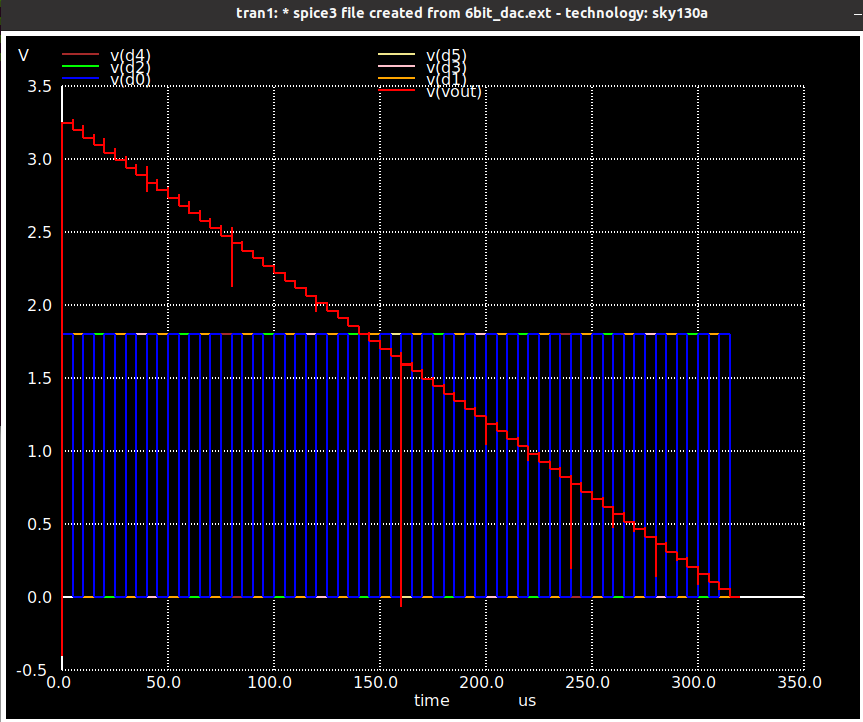 tran1: * spice3 file created from 6bit_dac.ext - technology: sky130a
V
v(d4) v(d5)
v(d2) v(d3)
v(d0) v(d1)
v(vout)
3.5
3.0
2.5
2.0
1.5
1.0
0.5
0.0
-0.5
0.0 50.0 100.0 150.0 200.0 250.0 300.0 350.0
time us